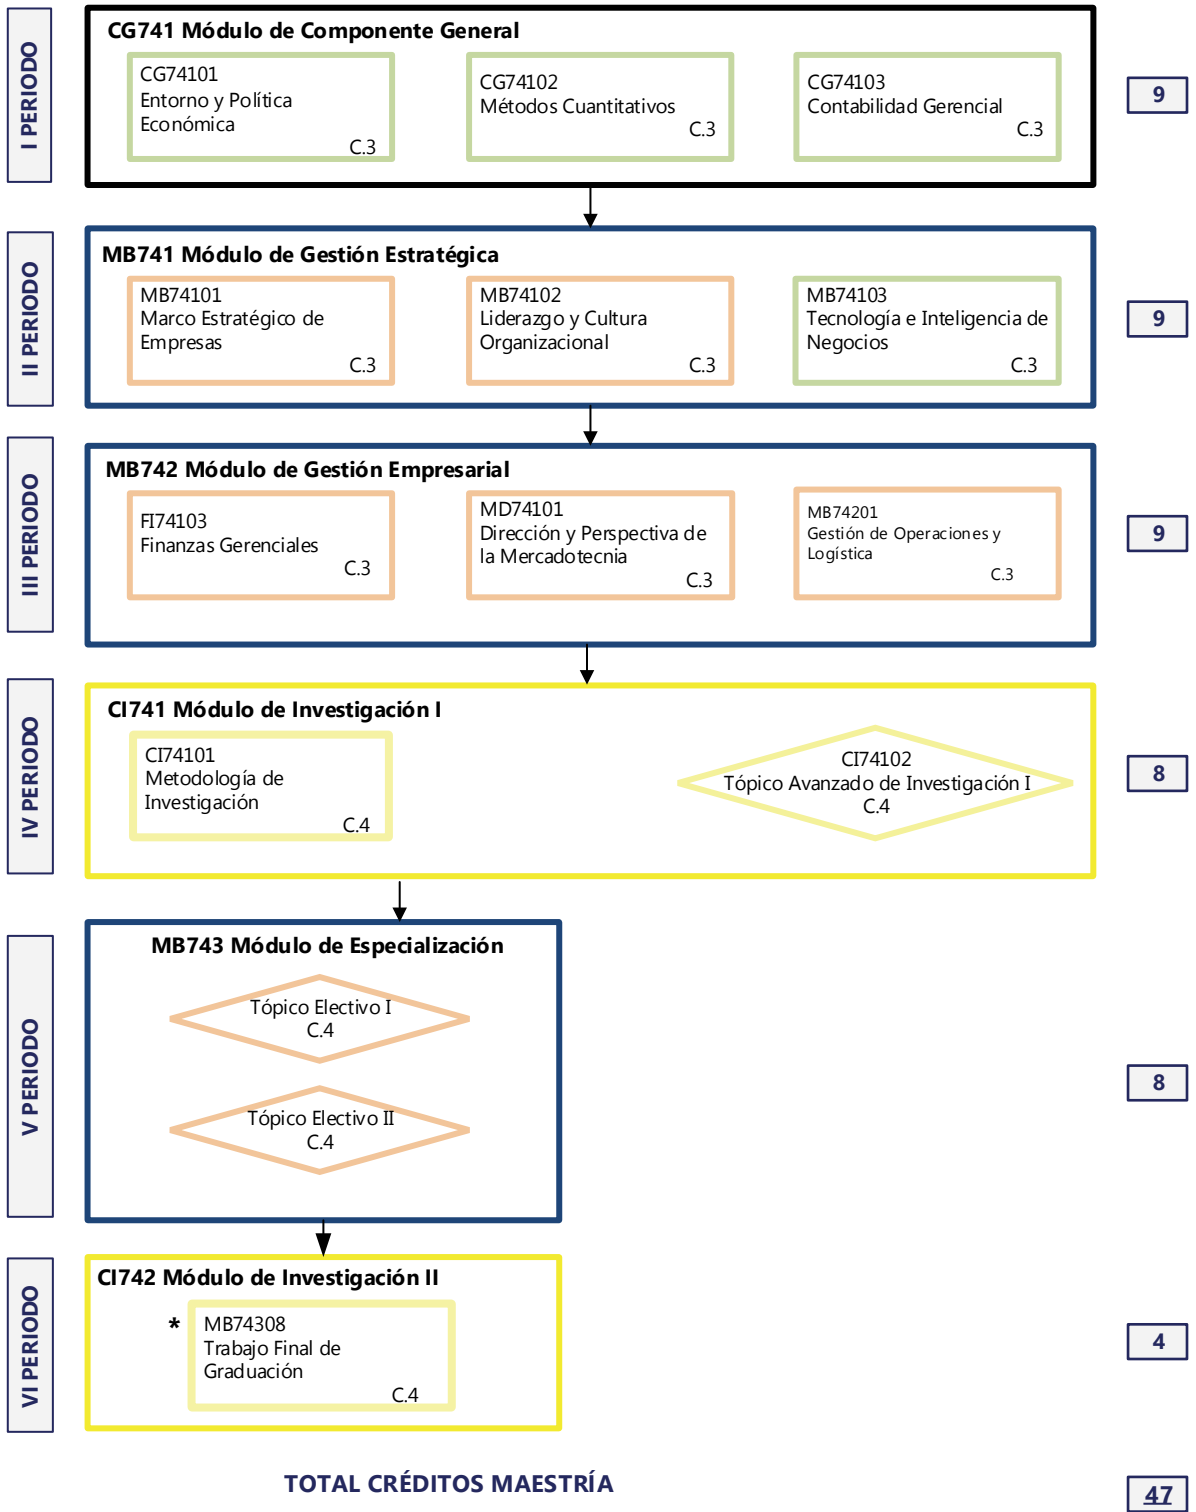 I PERIODO
CG741 Módulo de Componente General
CG74101
Entorno y Política
Económica
C.3
CG74102
Métodos Cuantitativos
C.3
CG74103
Contabilidad Gerencial
C.3
9
II PERIODO
MB741 Módulo de Gestión Estratégica
MB74101
Marco Estratégico de
Empresas
C.3
MB74102
Liderazgo y Cultura
Organizacional
C.3
MB74103
Tecnología e Inteligencia de
Negocios
C.3
9
III PERIODO
MB742 Módulo de Gestión Empresarial
FI74103
Finanzas Gerenciales
C.3
MD74101
Dirección y Perspectiva de
la Mercadotecnia
C.3
MB74201
Gestión de Operaciones y
Logística
C.3
9
IV PERIODO
CI741 Módulo de Investigación I
CI74101
Metodología de
Investigación
C.4
CI74102
Tópico Avanzado de Investigación I
C.4
8
V PERIODO
MB743 Módulo de Especialización
Tópico Electivo I
C.4
Tópico Electivo II
C.4
8
VI PERIODO
CI742 Módulo de Investigación II
* MB74308
Trabajo Final de
Graduación
C.4
4
TOTAL CRÉDITOS MAESTRÍA
47